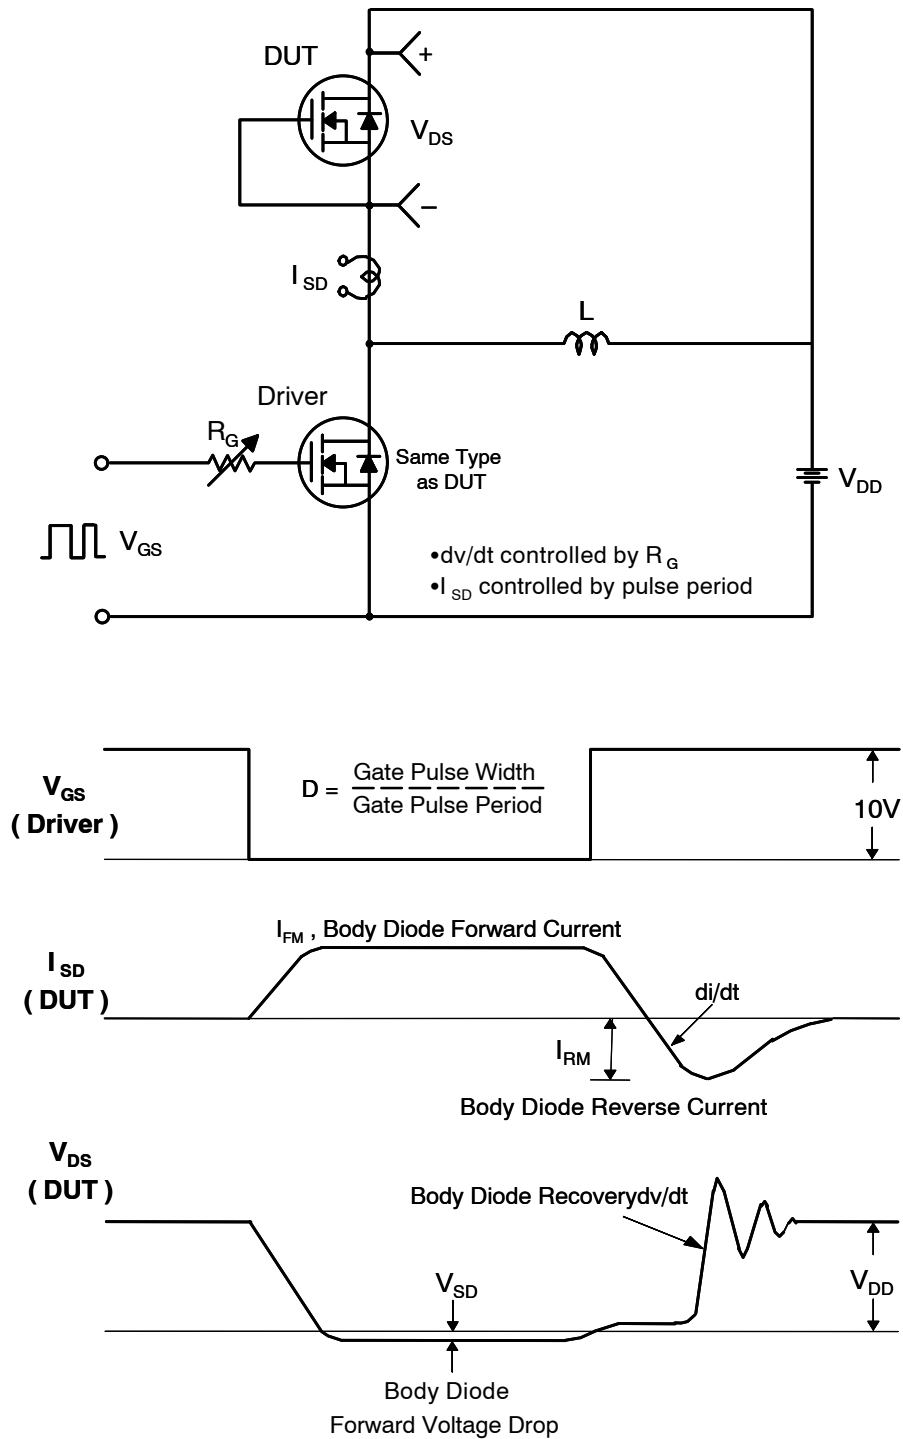 DUT
+
V_DS
−
I_SD
L
Driver
R_G
Same Type
as DUT
V_DD
V_GS
•dv/dt controlled by R_G
•I_SD controlled by pulse period
V_GS
( Driver )
D = Gate Pulse Width
Gate Pulse Period
10V
I_FM , Body Diode Forward Current
I_SD
( DUT )
di/dt
I_RM
Body Diode Reverse Current
V_DS
( DUT )
Body Diode Recoverydv/dt
V_SD
V_DD
Body Diode
Forward Voltage Drop